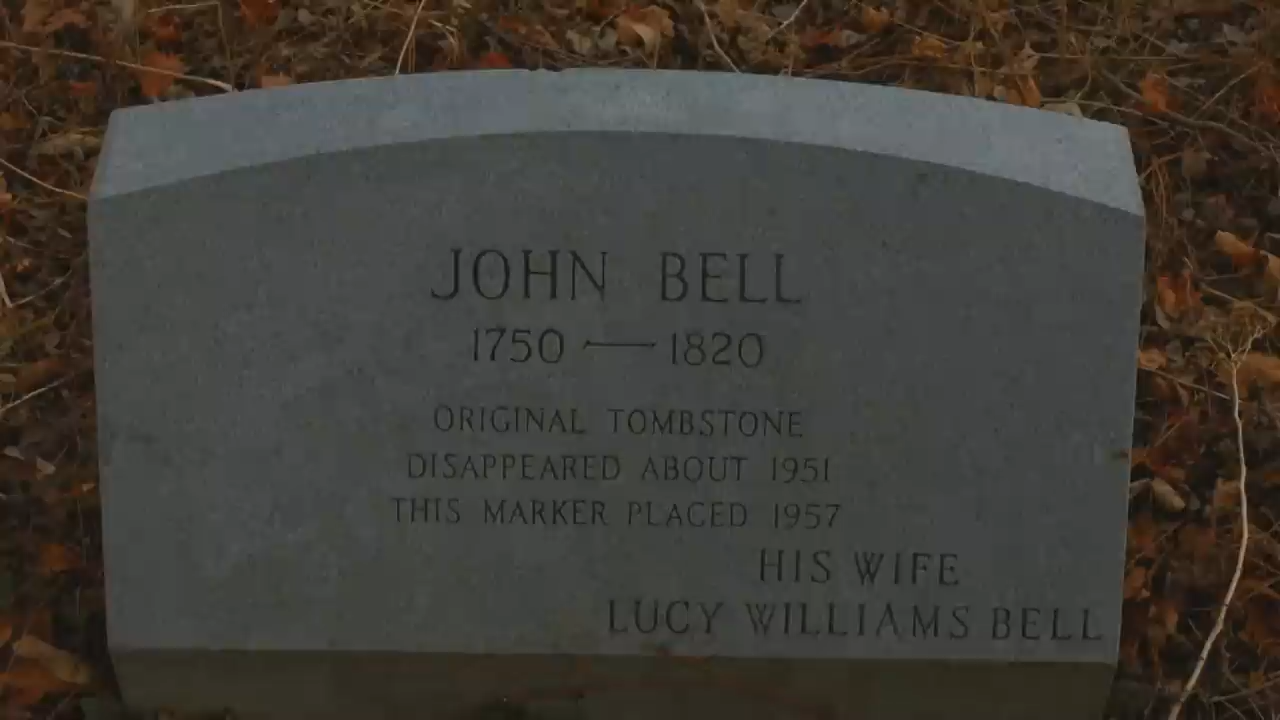 JOHN BELL
1750 — 1820
ORIGINAL TOMBSTONE
DISAPPEARED ABOUT 1951
THIS MARKER PLACED 1957
HIS WIFE
LUCY WILLIAMS BELL